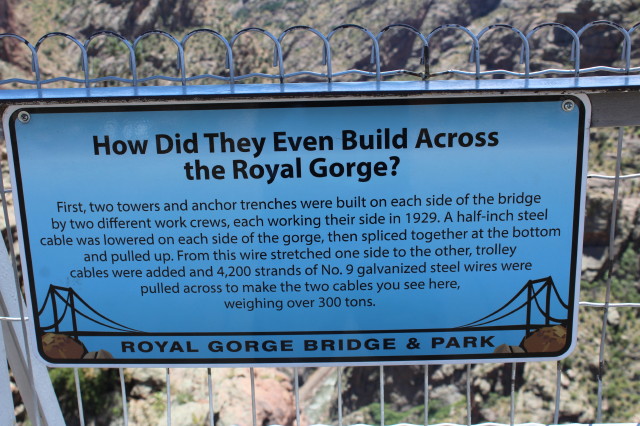 How Did They Even Build Across
the Royal Gorge?
First, two towers and anchor trenches were built on each side of the bridge
by two different work crews, each working their side in 1929. A half-inch steel
cable was lowered on each side of the gorge, then spliced together at the bottom
and pulled up. From this wire stretched one side to the other, trolley
cables were added and 4,200 strands of No. 9 galvanized steel wires were
pulled across to make the two cables you see here,
weighing over 300 tons.
ROYAL GORGE BRIDGE & PARK